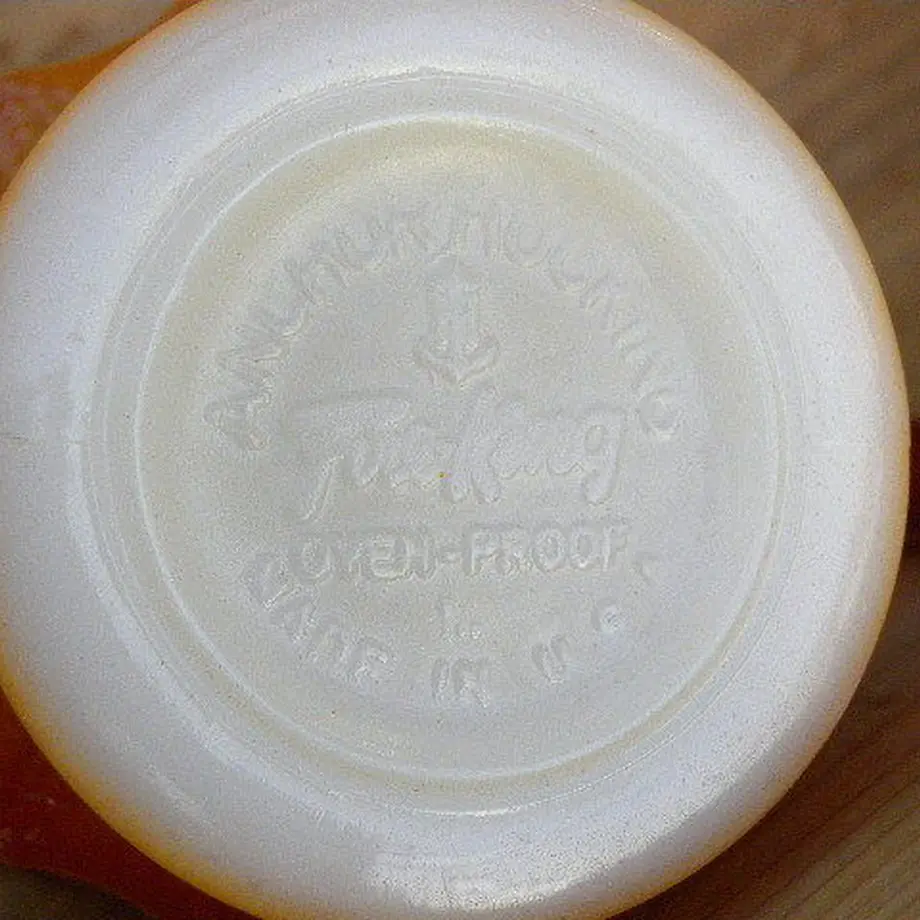 ANCHOR HOCKING
Fire King
OVEN-PROOF
MADE IN U.S.